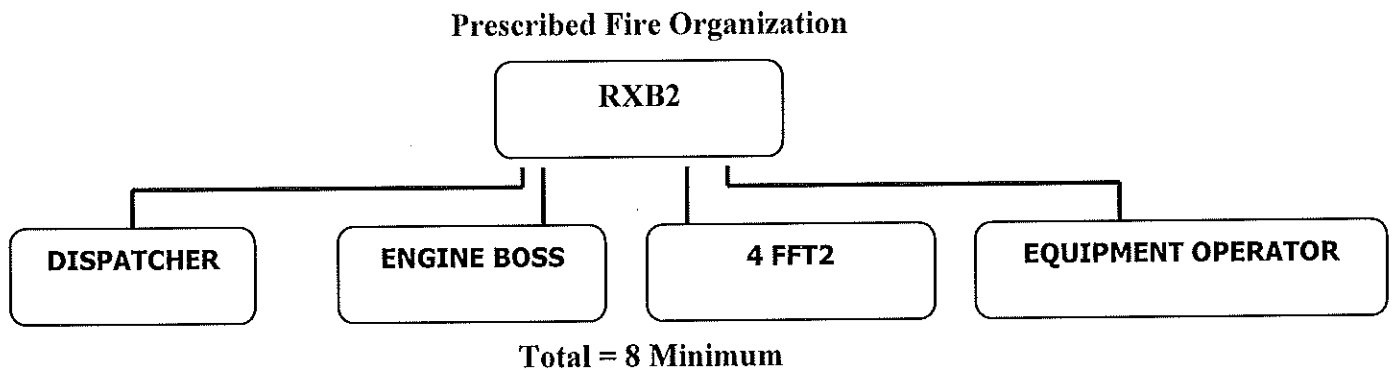 Prescribed Fire Organization
RXB2
DISPATCHER
ENGINE BOSS
4 FFT2
EQUIPMENT OPERATOR
Total = 8 Minimum